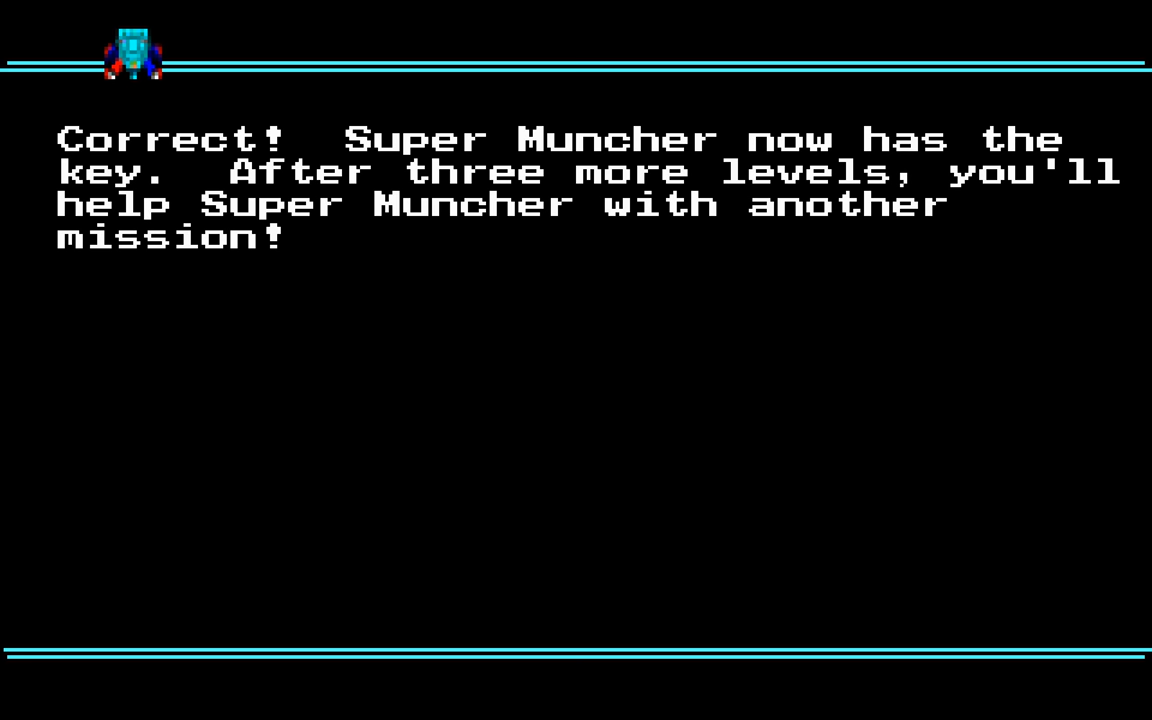 Correct!  Super Muncher now has the
key.  After three more levels, you'll
help Super Muncher with another
mission!